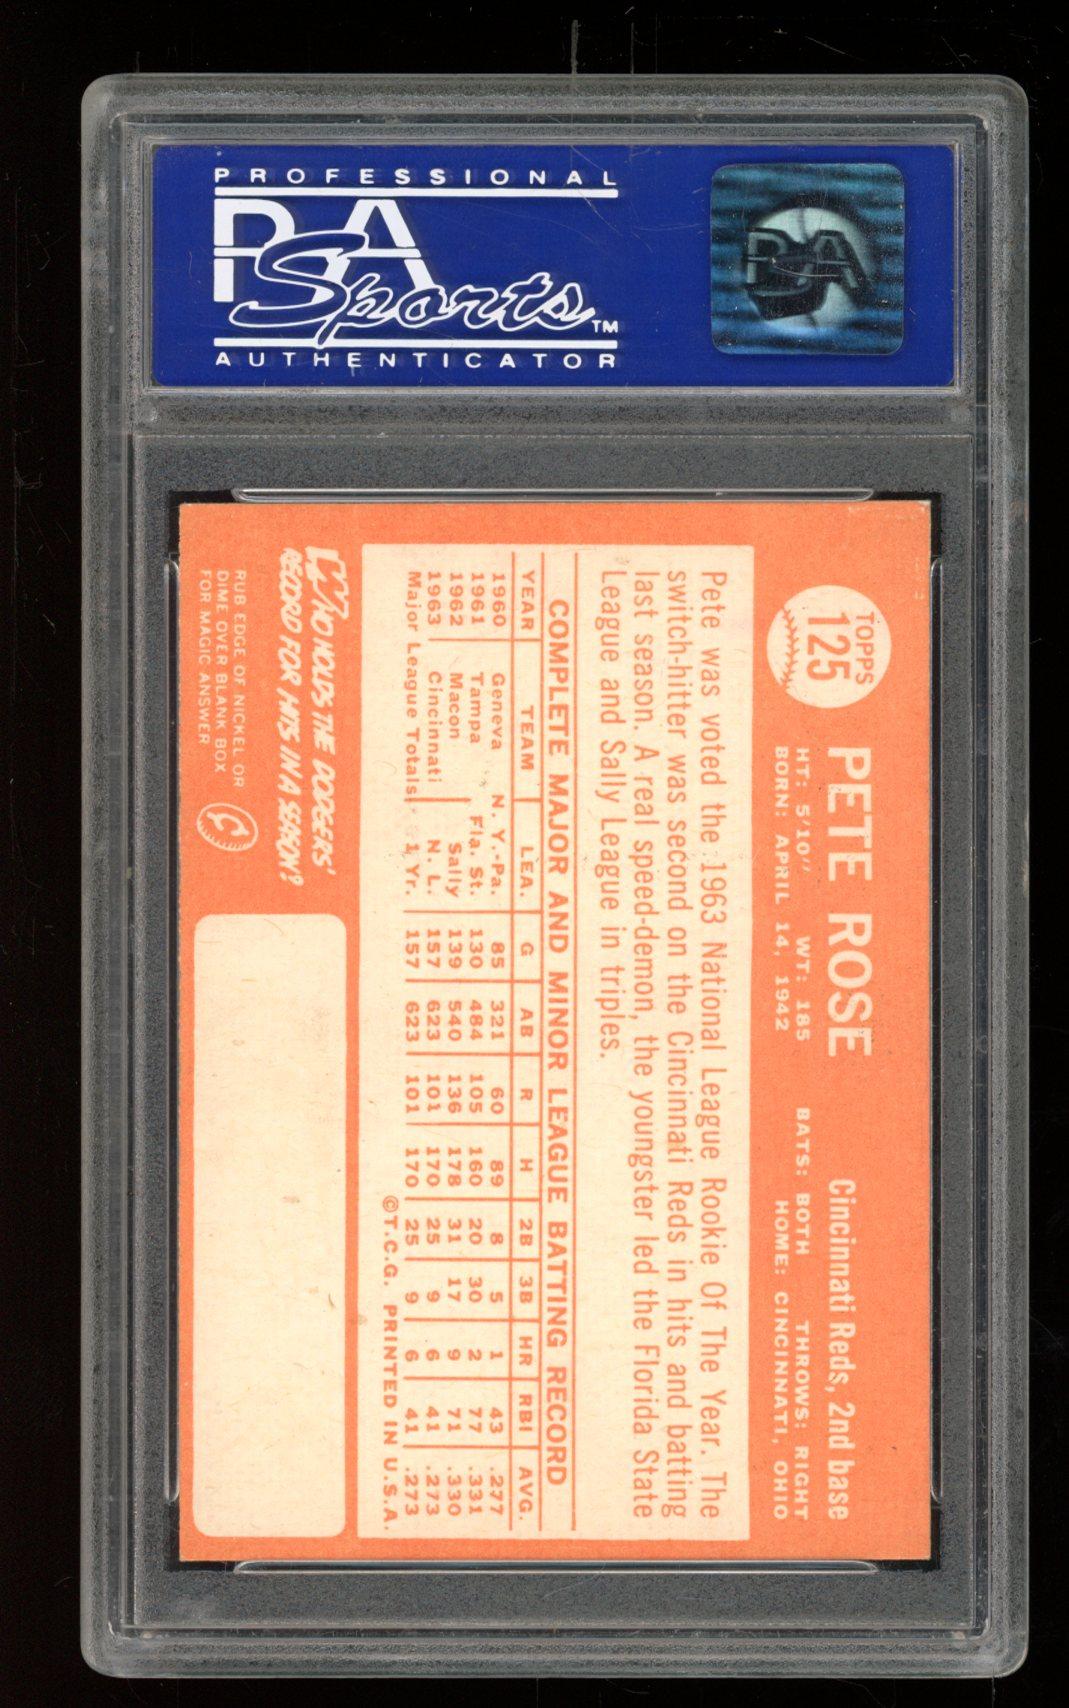 PROFESSIONAL
PSA
Sports™
AUTHENTICATOR
PSA
TOPPS
125
PETE ROSE
Cincinnati Reds, 2nd base
HT: 5'10" WT: 185 BATS: BOTH THROWS: RIGHT
BORN: APRIL 14, 1942 HOME: CINCINNATI, OHIO
Pete was voted the 1963 National League Rookie Of The Year. The
switch-hitter was second on the Cincinnati Reds in hits and batting
last season. A real speed-demon, the youngster led the Florida State
League and Sally League in triples.
COMPLETE MAJOR AND MINOR LEAGUE BATTING RECORD
YEAR TEAM LEA. G AB R H 2B 3B HR RBI AVG.
1960 Geneva N. Y.-Pa. 85 321 60 89 8 5 1 43 .277
1961 Tampa Fla. St. 130 484 105 160 20 30 2 77 .331
1962 Macon Sally 139 540 136 178 31 17 9 71 .330
1963 Cincinnati N. L. 157 623 101 170 25 9 6 41 .273
Major League Totals 1 Yr. 157 623 101 170 25 9 6 41 .273
©T.C.G. PRINTED IN U.S.A.
WHO HOLDS THE DODGERS'
RECORD FOR HITS IN A SEASON?
RUB EDGE OF NICKEL OR
DIME OVER BLANK BOX
FOR MAGIC ANSWER